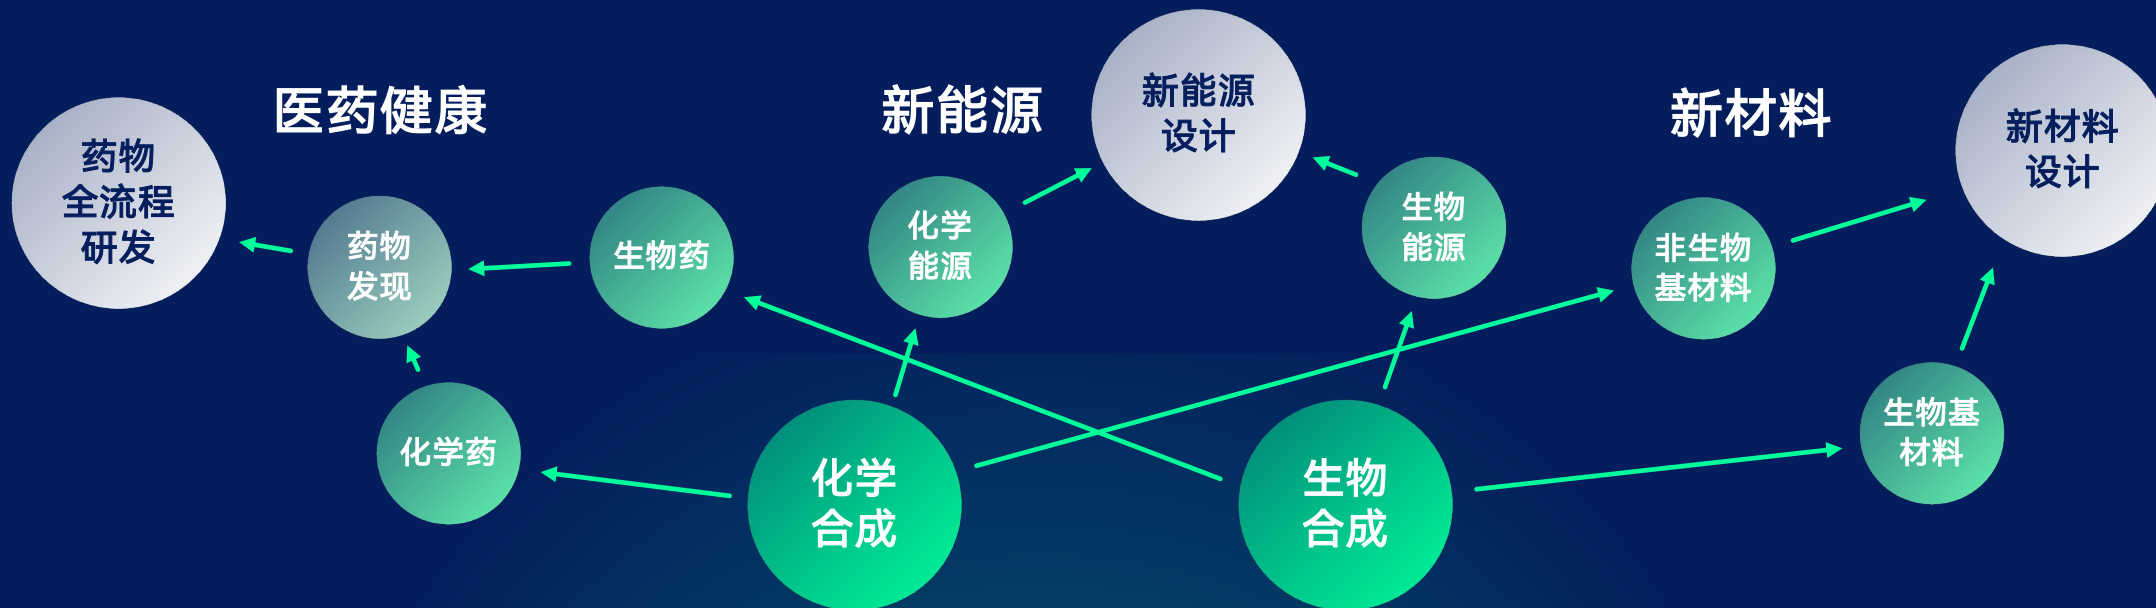 医药健康
新能源
新材料
药物
全流程
研发
药物
发现
生物药
化学药
化学
能源
新能源
设计
生物
能源
非生物
基材料
新材料
设计
生物基
材料
化学
合成
生物
合成